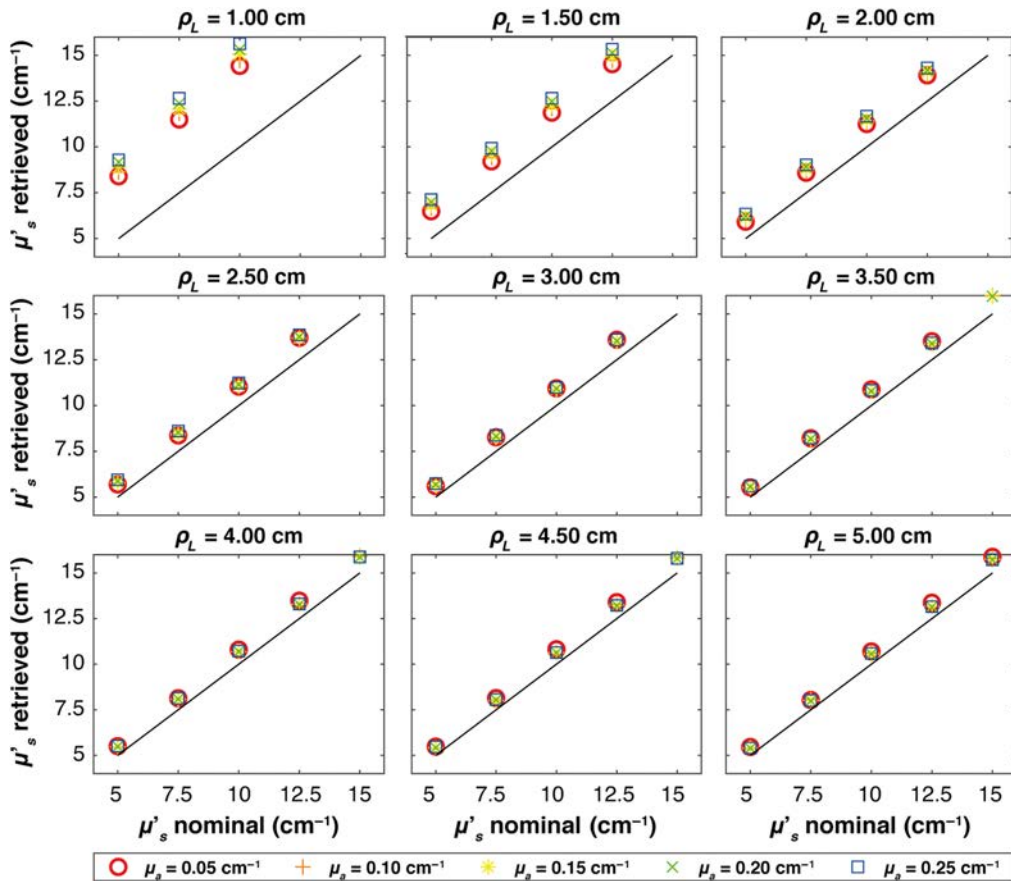 ρL = 1.00 cm ρL = 1.50 cm ρL = 2.00 cm
15
12.5
10
7.5
5
μ's retrieved (cm⁻¹)
ρL = 2.50 cm ρL = 3.00 cm ρL = 3.50 cm
15
12.5
10
7.5
5
μ's retrieved (cm⁻¹)
ρL = 4.00 cm ρL = 4.50 cm ρL = 5.00 cm
15
12.5
10
7.5
5
μ's retrieved (cm⁻¹)
5 7.5 10 12.5 15 5 7.5 10 12.5 15 5 7.5 10 12.5 15
μ's nominal (cm⁻¹) μ's nominal (cm⁻¹) μ's nominal (cm⁻¹)
μa = 0.05 cm⁻¹ μa = 0.10 cm⁻¹ μa = 0.15 cm⁻¹ μa = 0.20 cm⁻¹ μa = 0.25 cm⁻¹